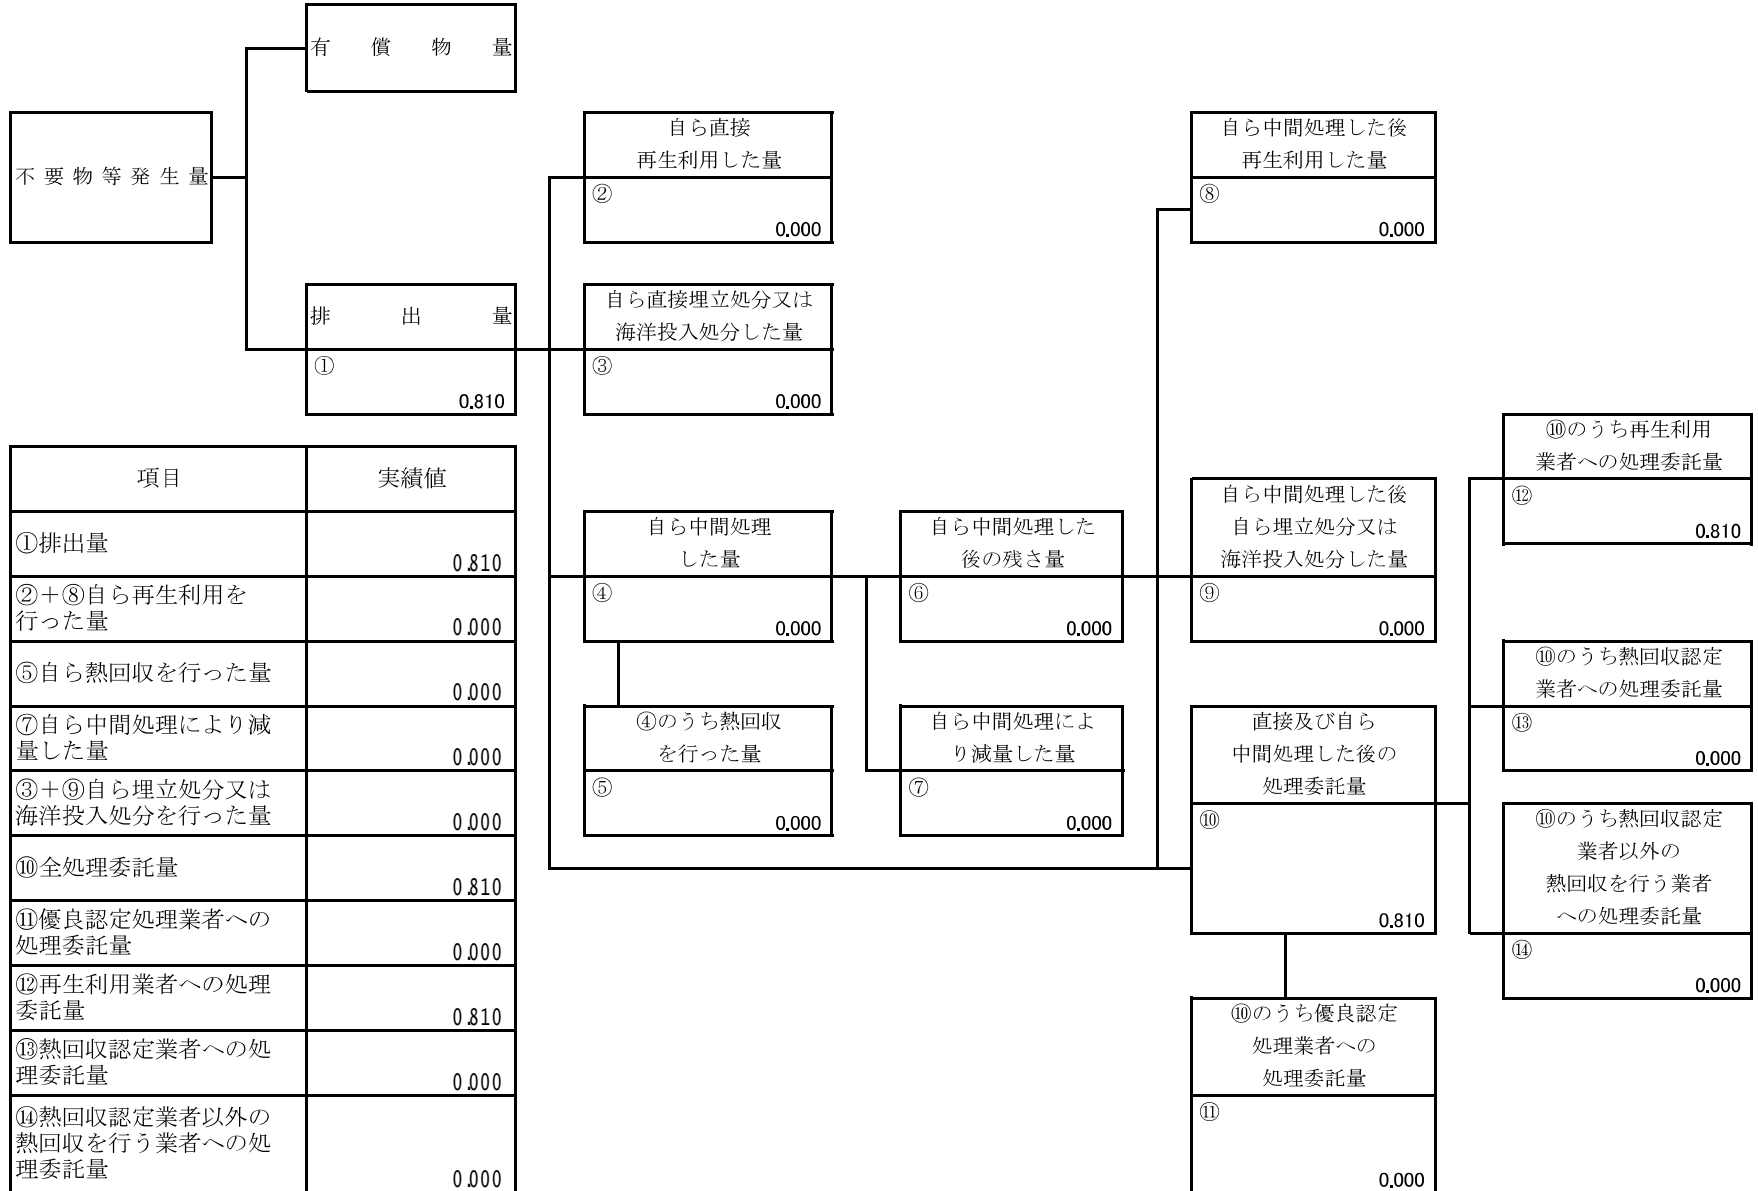 有償物量
不要物等発生量
排出量
①
0.810
自ら直接
再生利用した量
②
0.000
自ら直接埋立処分又は
海洋投入処分した量
③
0.000
自ら中間処理
した量
④
0.000
④のうち熱回収
を行った量
⑤
0.000
自ら中間処理した
後の残さ量
⑥
0.000
自ら中間処理によ
り減量した量
⑦
0.000
自ら中間処理した後
再生利用した量
⑧
0.000
自ら中間処理した後
自ら埋立処分又は
海洋投入処分した量
⑨
0.000
直接及び自ら
中間処理した後の
処理委託量
⑩
0.810
⑩のうち優良認定
処理業者への
処理委託量
⑪
0.000
⑩のうち再生利用
業者への処理委託量
⑫
0.810
⑩のうち熱回収認定
業者への処理委託量
⑬
0.000
⑩のうち熱回収認定
業者以外の
熱回収を行う業者
への処理委託量
⑭
0.000
項目 実績値
①排出量
0.810
②+⑧自ら再生利用を
行った量
0.000
⑤自ら熱回収を行った量
0.000
⑦自ら中間処理により減
量した量
0.000
③+⑨自ら埋立処分又は
海洋投入処分を行った量
0.000
⑩全処理委託量
0.810
⑪優良認定処理業者への
処理委託量
0.000
⑫再生利用業者への処理
委託量
0.810
⑬熱回収認定業者への処
理委託量
0.000
⑭熱回収認定業者以外の
熱回収を行う業者への処
理委託量
0.000